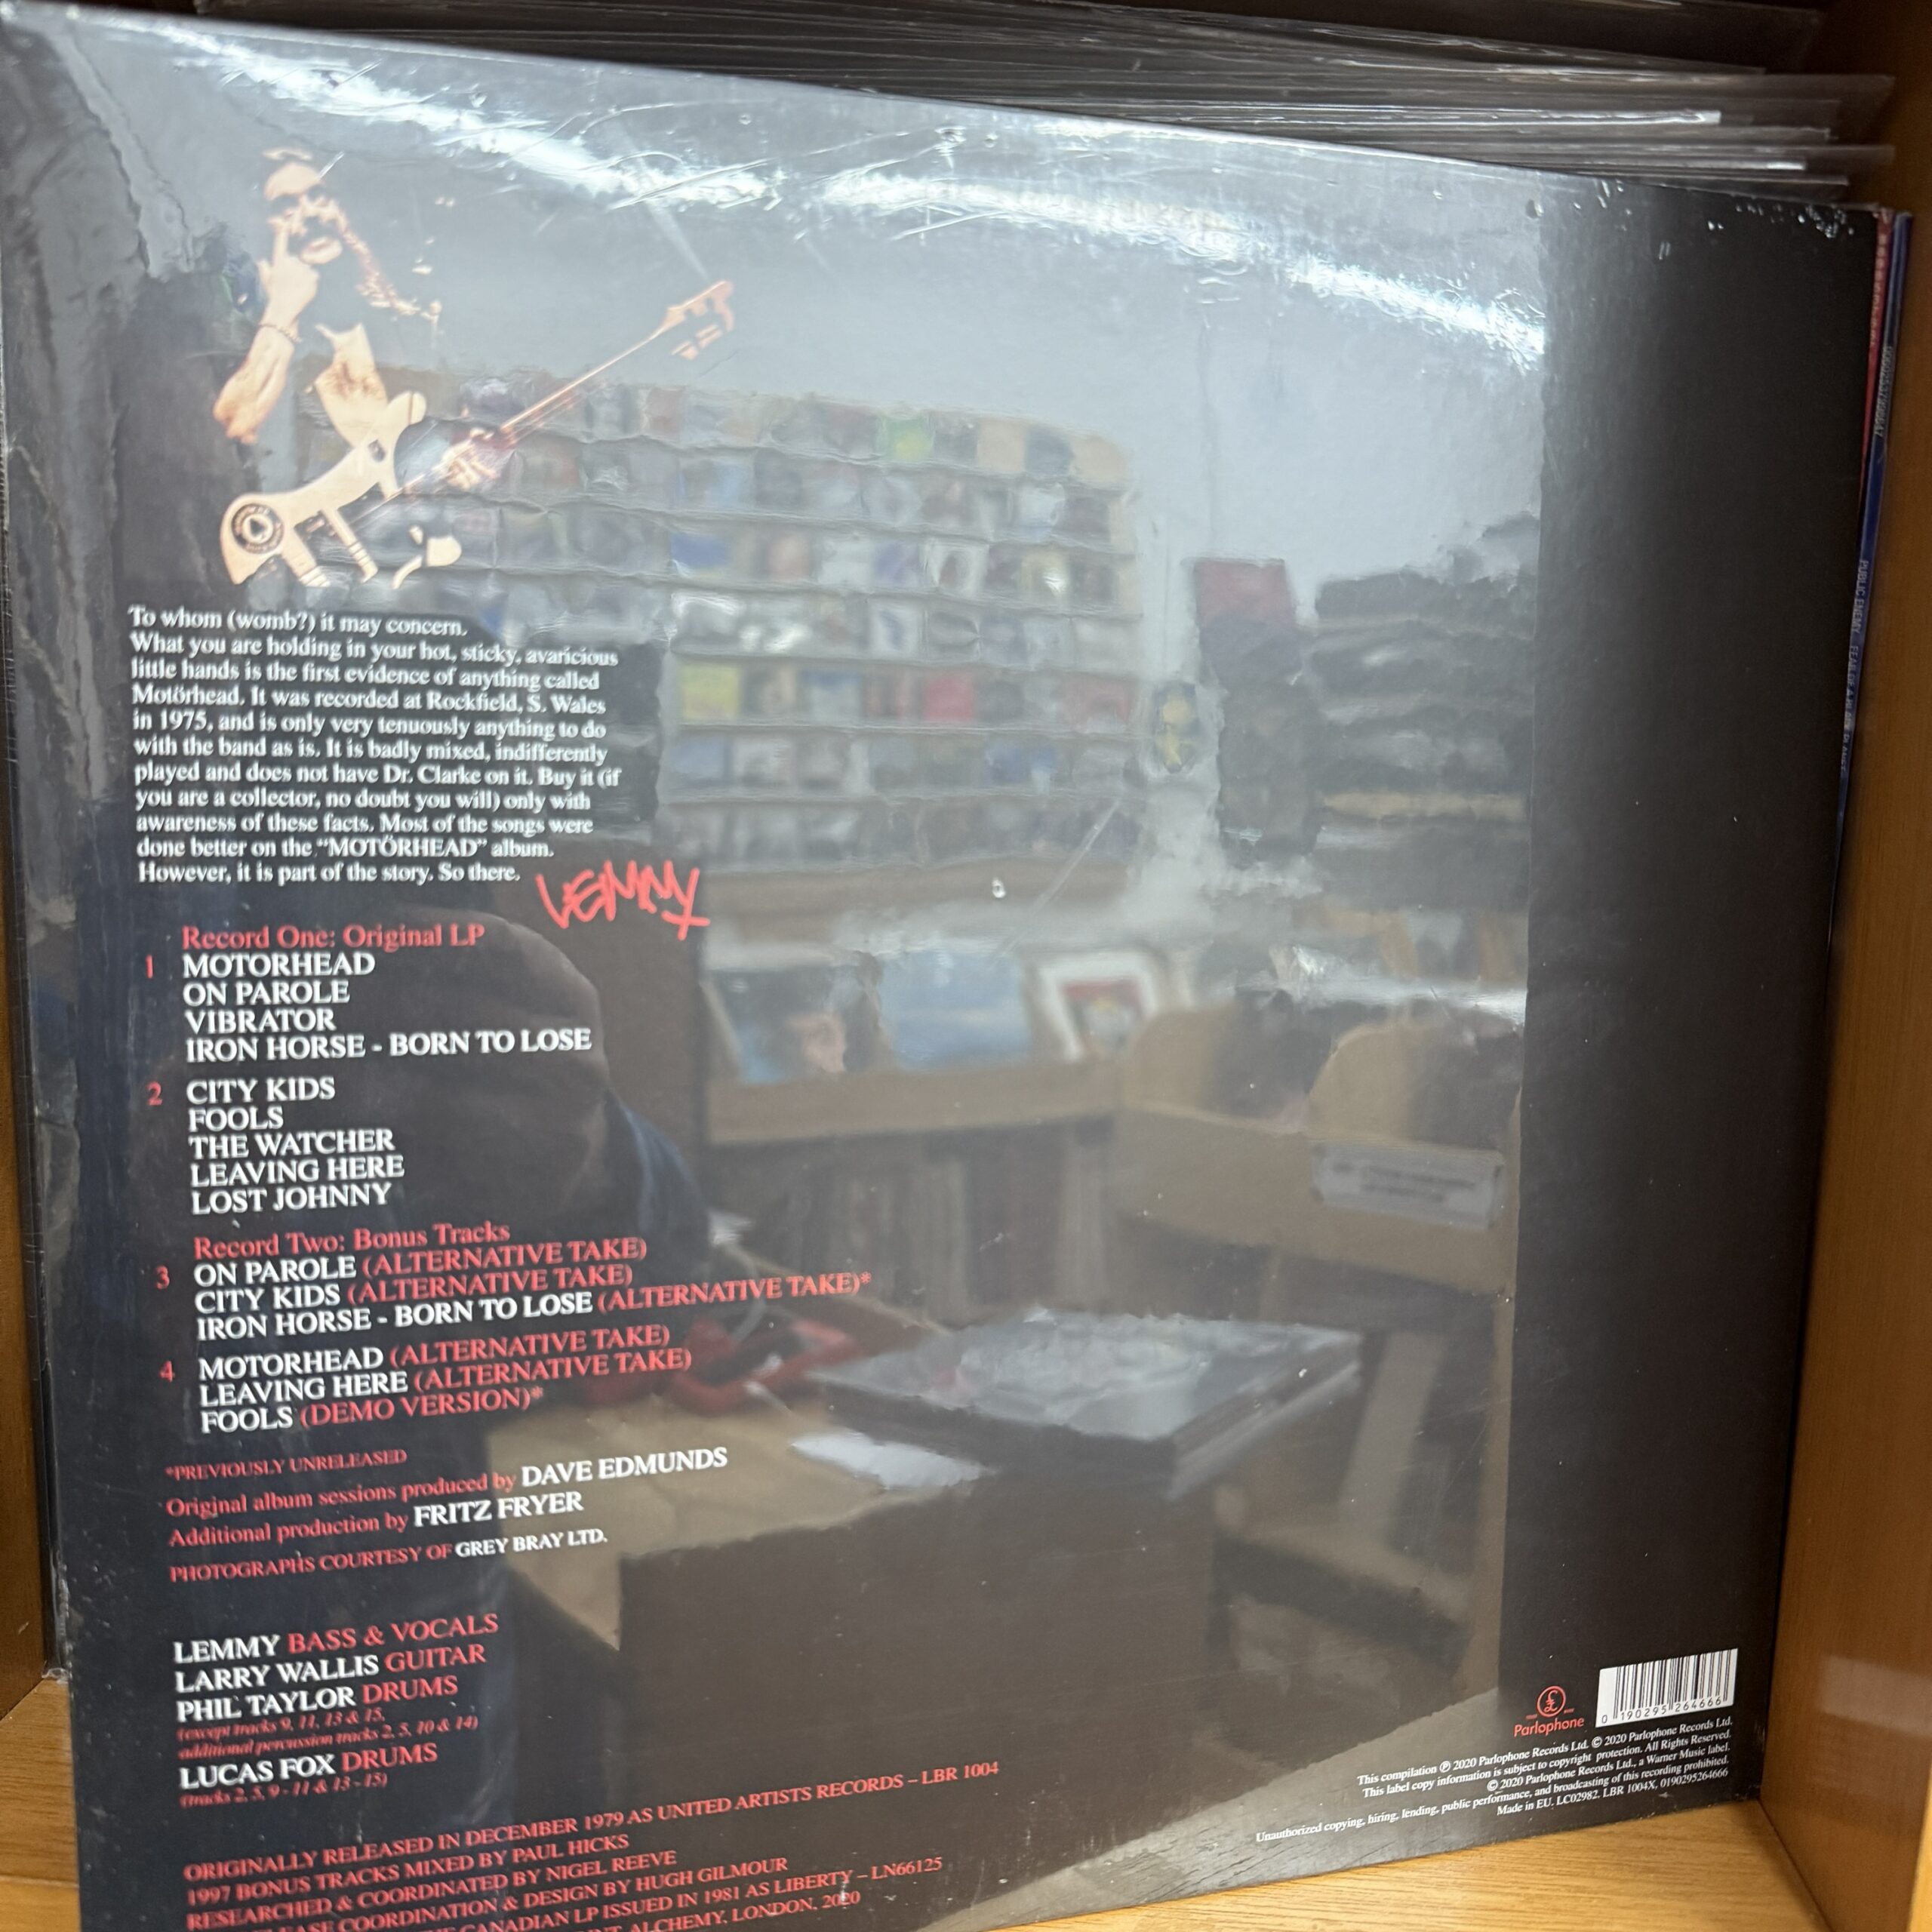 To whom (womb?) it may concern.
What you are holding in your hot, sticky, avaricious
little hands is the first evidence of anything called
Motörhead. It was recorded at Rockfield, S. Wales
in 1975, and is only very tenuously anything to do
with the band as is. It is badly mixed, indifferently
played and does not have Dr. Clarke on it. Buy it (if
you are a collector, no doubt you will) only with
awareness of these facts. Most of the songs were
done better on the "MOTÖRHEAD" album.
However, it is part of the story. So there.
LEMMY
Record One: Original LP
1 MOTORHEAD
ON PAROLE
VIBRATOR
IRON HORSE - BORN TO LOSE
2 CITY KIDS
FOOLS
THE WATCHER
LEAVING HERE
LOST JOHNNY
Record Two: Bonus Tracks
3 ON PAROLE (ALTERNATIVE TAKE)
CITY KIDS (ALTERNATIVE TAKE)
IRON HORSE - BORN TO LOSE (ALTERNATIVE TAKE)*
4 MOTORHEAD (ALTERNATIVE TAKE)
LEAVING HERE (ALTERNATIVE TAKE)
FOOLS (DEMO VERSION)*
*PREVIOUSLY UNRELEASED
Original album sessions produced by DAVE EDMUNDS
Additional production by FRITZ FRYER
PHOTOGRAPHS COURTESY OF GREY BRAY LTD.
LEMMY BASS & VOCALS
LARRY WALLIS GUITAR
PHIL TAYLOR DRUMS
(except tracks 9, 11, 13 & 15,
additional percussion tracks 2, 5, 10 & 14)
LUCAS FOX DRUMS
(tracks 2, 5, 9 - 11 & 13 - 15)
ORIGINALLY RELEASED IN DECEMBER 1979 AS UNITED ARTISTS RECORDS – LBR 1004
1997 BONUS TRACKS MIXED BY PAUL HICKS
RESEARCHED & COORDINATED BY NIGEL REEVE
COORDINATION & DESIGN BY HUGH GILMOUR
CANADIAN LP ISSUED IN 1981 AS LIBERTY – LN66125
ALCHEMY, LONDON, 2020
Parlophone
0 190295 264666
This compilation ℗ 2020 Parlophone Records Ltd. © 2020 Parlophone Records Ltd.
This label copy information is subject to copyright protection. All Rights Reserved.
© 2020 Parlophone Records Ltd., a Warner Music label.
Unauthorized copying, hiring, lending, public performance, and broadcasting of this recording prohibited.
Made in EU. LC02982. LBR 1004X, 0190295264666
PUBLIC ENEMY FEAR OF A BLACK PLANET